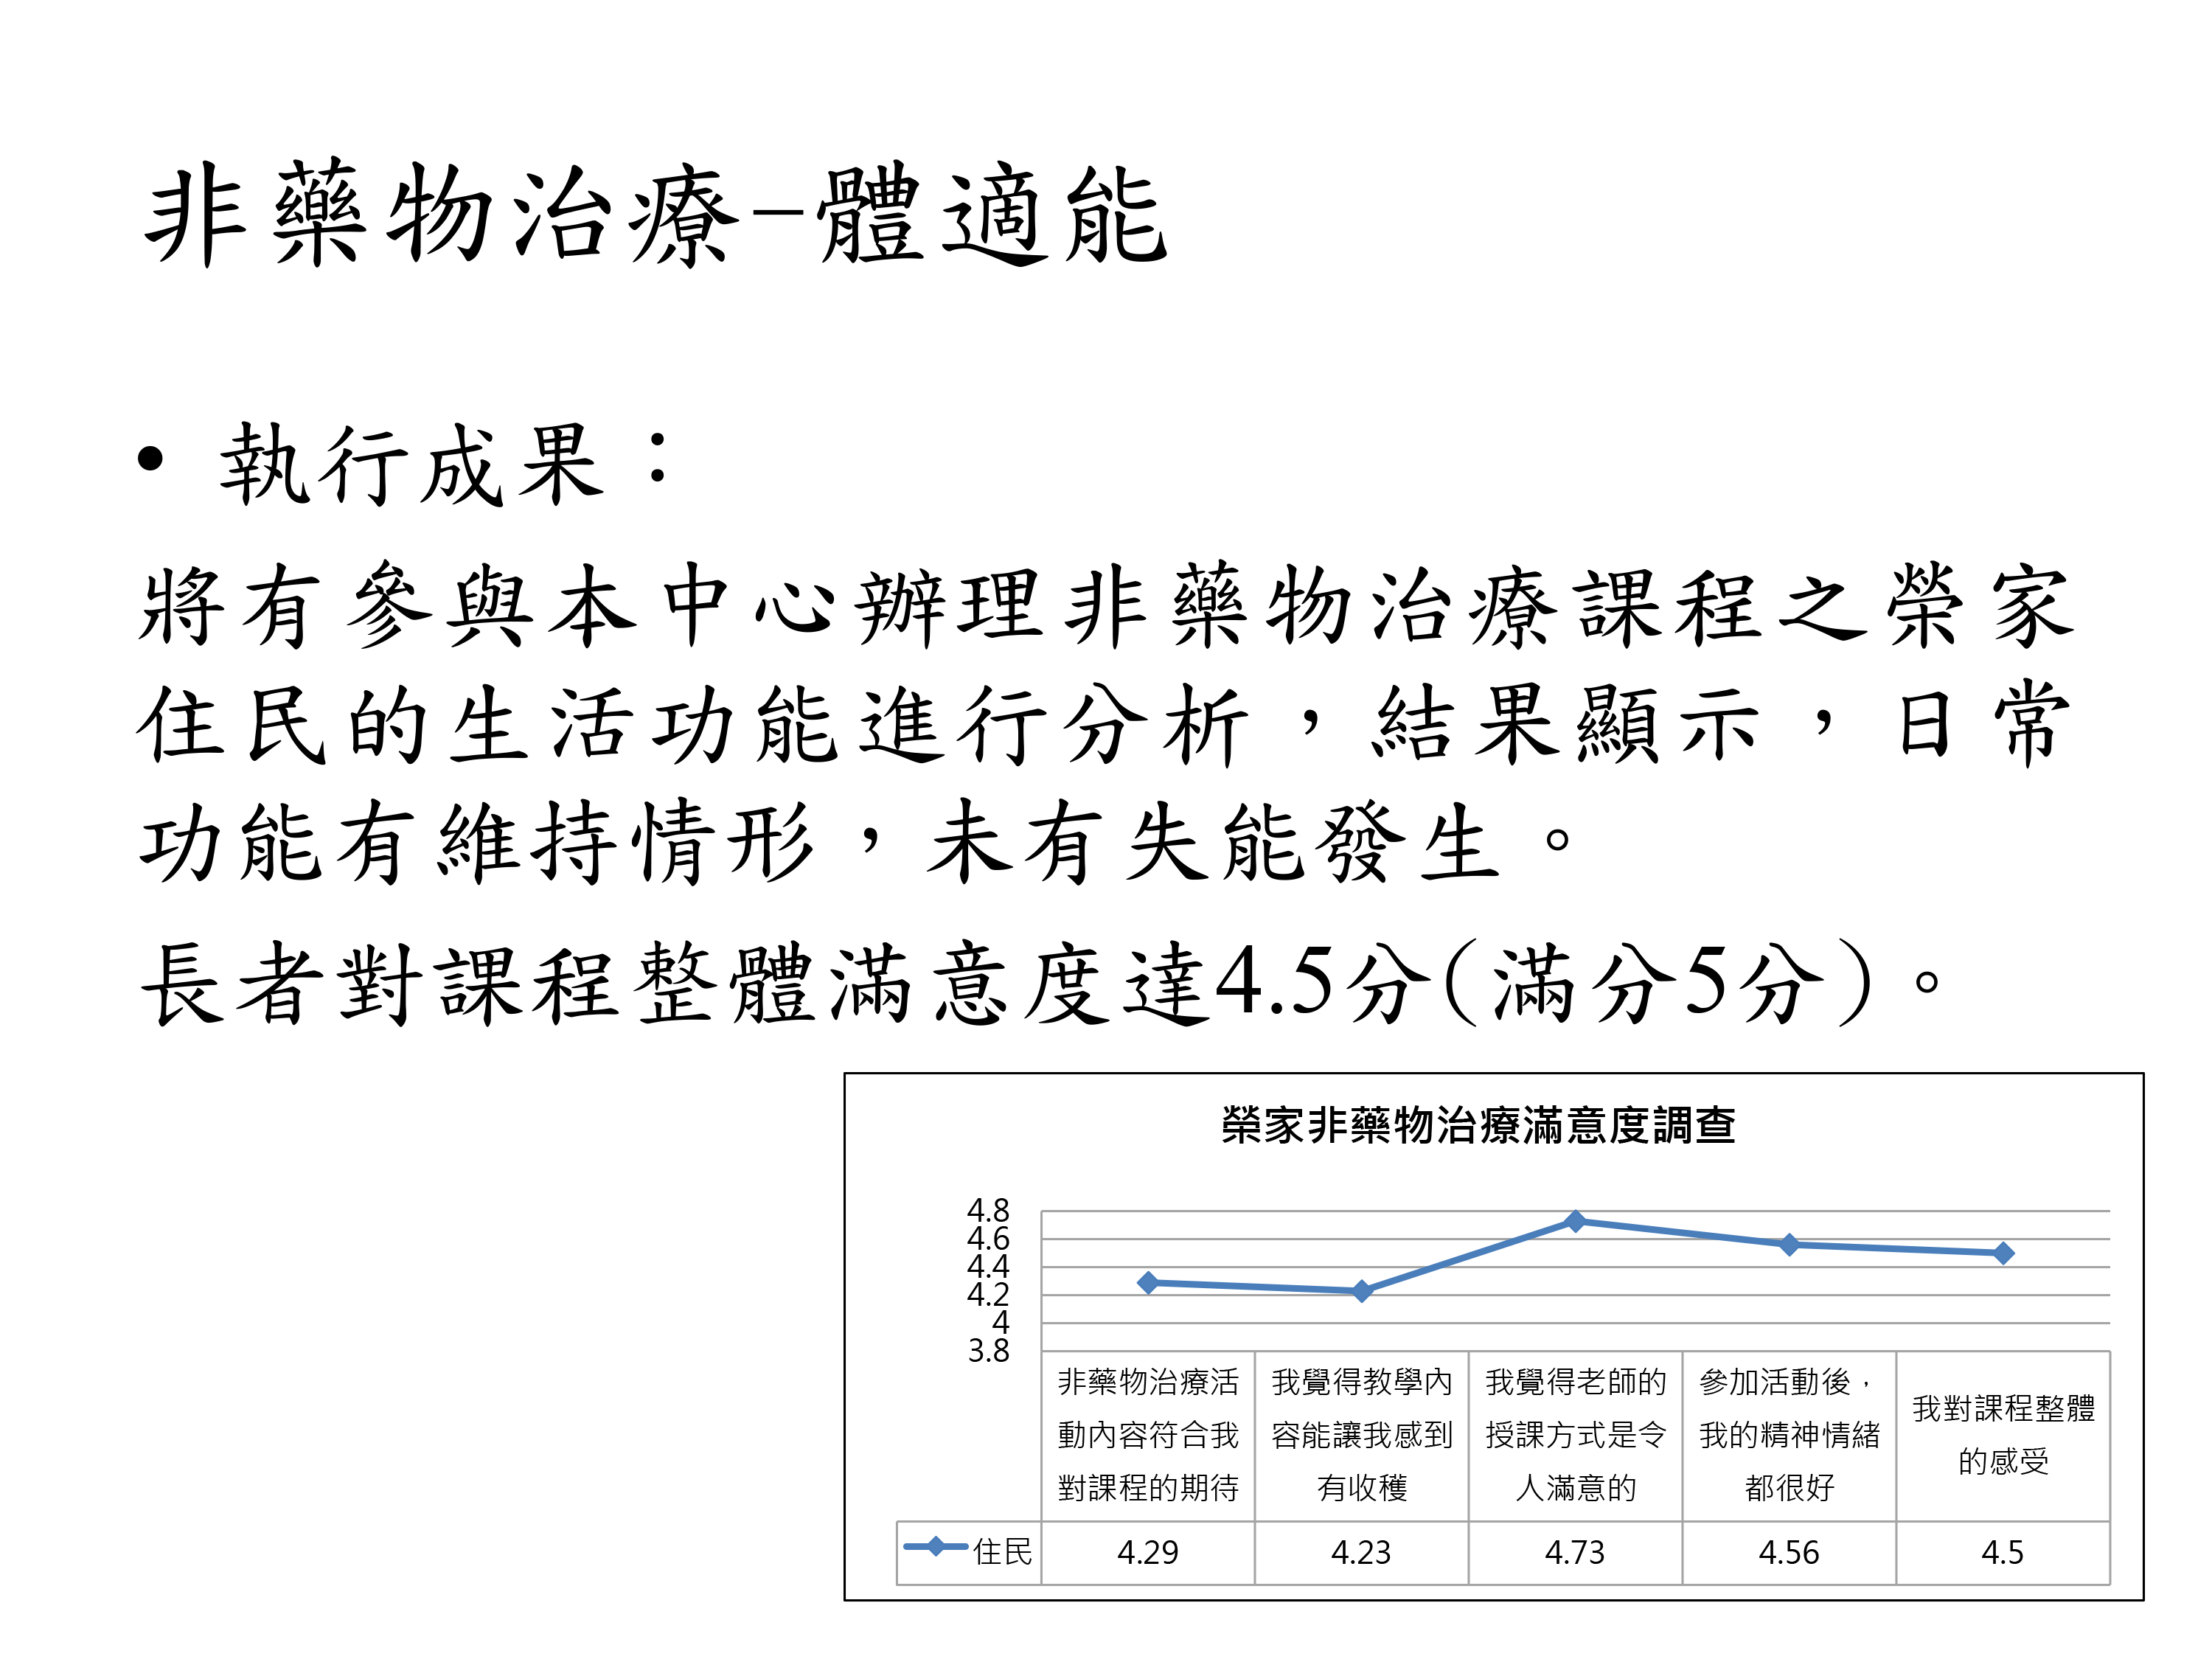 非藥物治療-體適能
• 執行成果：
將有參與本中心辦理非藥物治療課程之榮家
住民的生活功能進行分析，結果顯示，日常
功能有維持情形，未有失能發生。
長者對課程整體滿意度達4.5分(滿分5分)。
榮家非藥物治療滿意度調查
4.8
4.6
4.4
4.2
4
3.8
非藥物治療活
動內容符合我
對課程的期待
我覺得教學內
容能讓我感到
有收穫
我覺得老師的
授課方式是令
人滿意的
參加活動後，
我的精神情緒
都很好
我對課程整體
的感受
住民 4.29 4.23 4.73 4.56 4.5